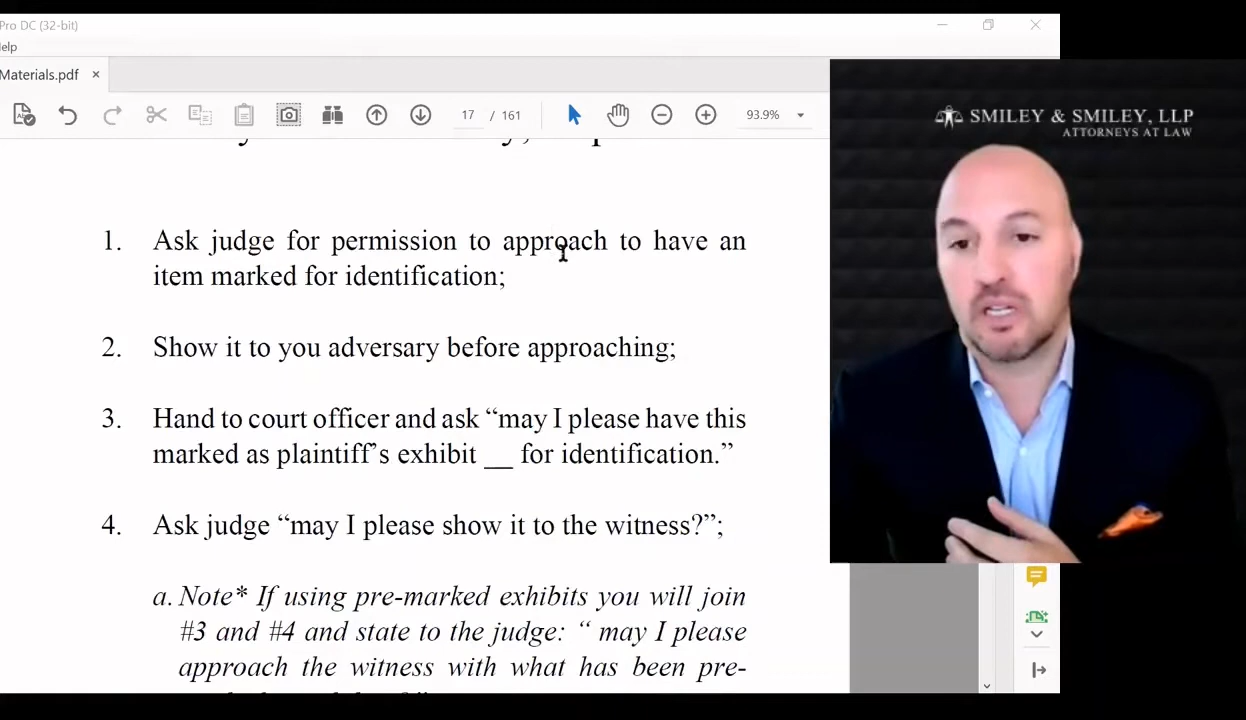 Pro DC (32-bit)
elp
Materials.pdf
17 / 161
93.9%
SMILEY & SMILEY, LLP
ATTORNEYS AT LAW
1. Ask judge for permission to approach to have an
item marked for identification;
2. Show it to you adversary before approaching;
3. Hand to court officer and ask “may I please have this
marked as plaintiff’s exhibit __ for identification.”
4. Ask judge “may I please show it to the witness?”;
a. Note* If using pre-marked exhibits you will join
#3 and #4 and state to the judge: “ may I please
approach the witness with what has been pre-